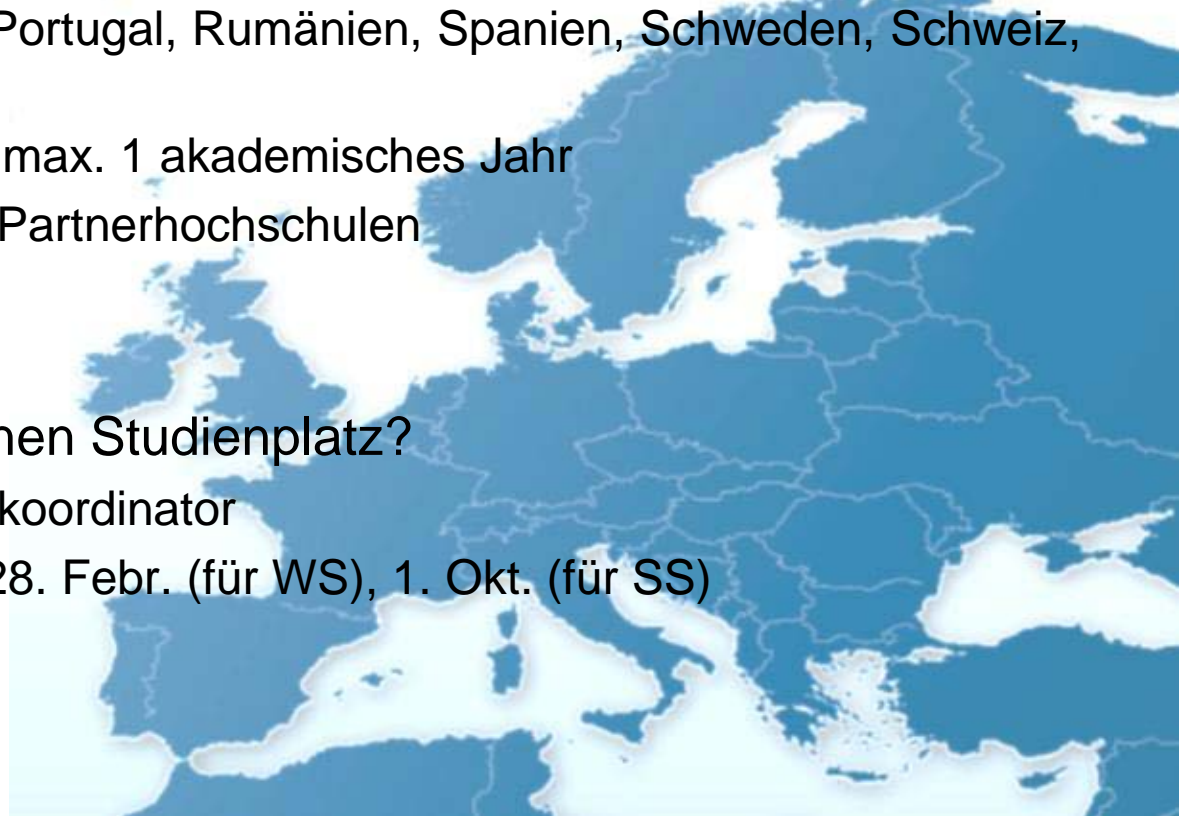 Portugal, Rumänien, Spanien, Schweden, Schweiz,
max. 1 akademisches Jahr
Partnerhochschulen
nen Studienplatz?
koordinator
28. Febr. (für WS), 1. Okt. (für SS)